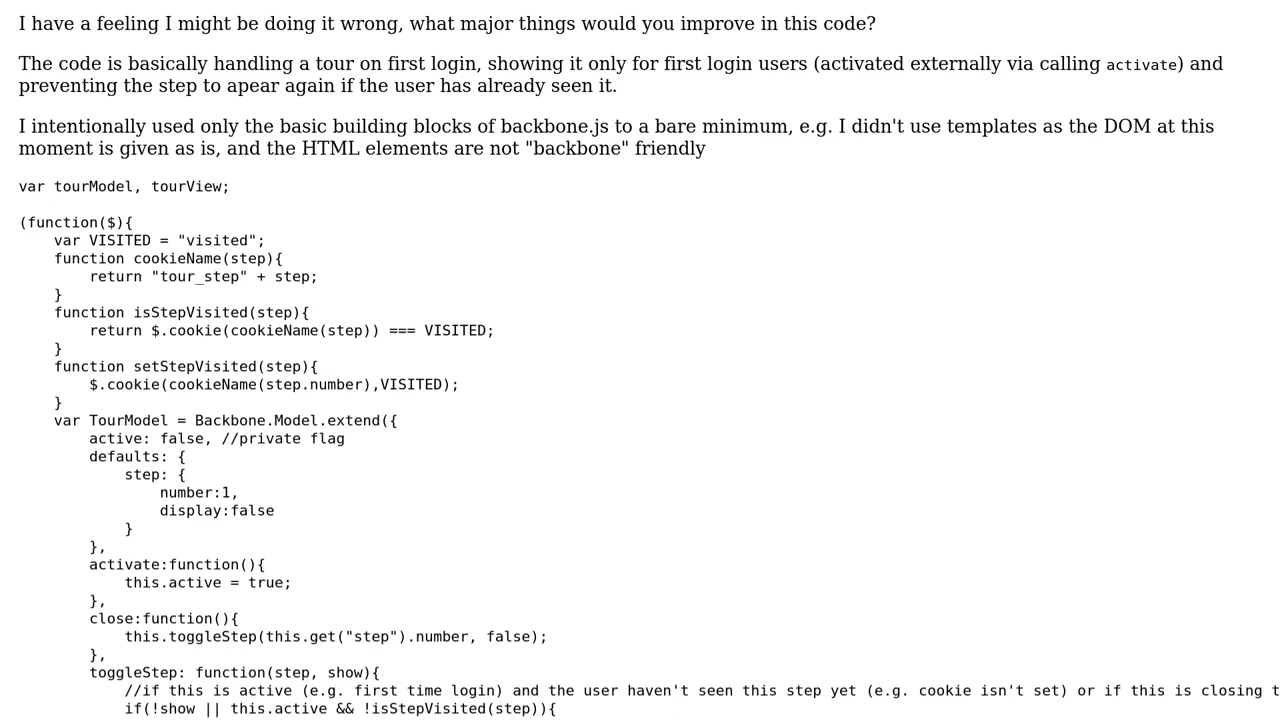 I have a feeling I might be doing it wrong, what major things would you improve in this code?
The code is basically handling a tour on first login, showing it only for first login users (activated externally via calling activate) and
preventing the step to apear again if the user has already seen it.
I intentionally used only the basic building blocks of backbone.js to a bare minimum, e.g. I didn't use templates as the DOM at this
moment is given as is, and the HTML elements are not "backbone" friendly
var tourModel, tourView;
(function($){
    var VISITED = "visited";
    function cookieName(step){
        return "tour_step" + step;
    }
    function isStepVisited(step){
        return $.cookie(cookieName(step)) === VISITED;
    }
    function setStepVisited(step){
        $.cookie(cookieName(step.number),VISITED);
    }
    var TourModel = Backbone.Model.extend({
        active: false, //private flag
        defaults: {
            step: {
                number:1,
                display:false
            }
        },
        activate:function(){
            this.active = true;
        },
        close:function(){
            this.toggleStep(this.get("step").number, false);
        },
        toggleStep: function(step, show){
            //if this is active (e.g. first time login) and the user haven't seen this step yet (e.g. cookie isn't set) or if this is closing t
            if(!show || this.active && !isStepVisited(step)){